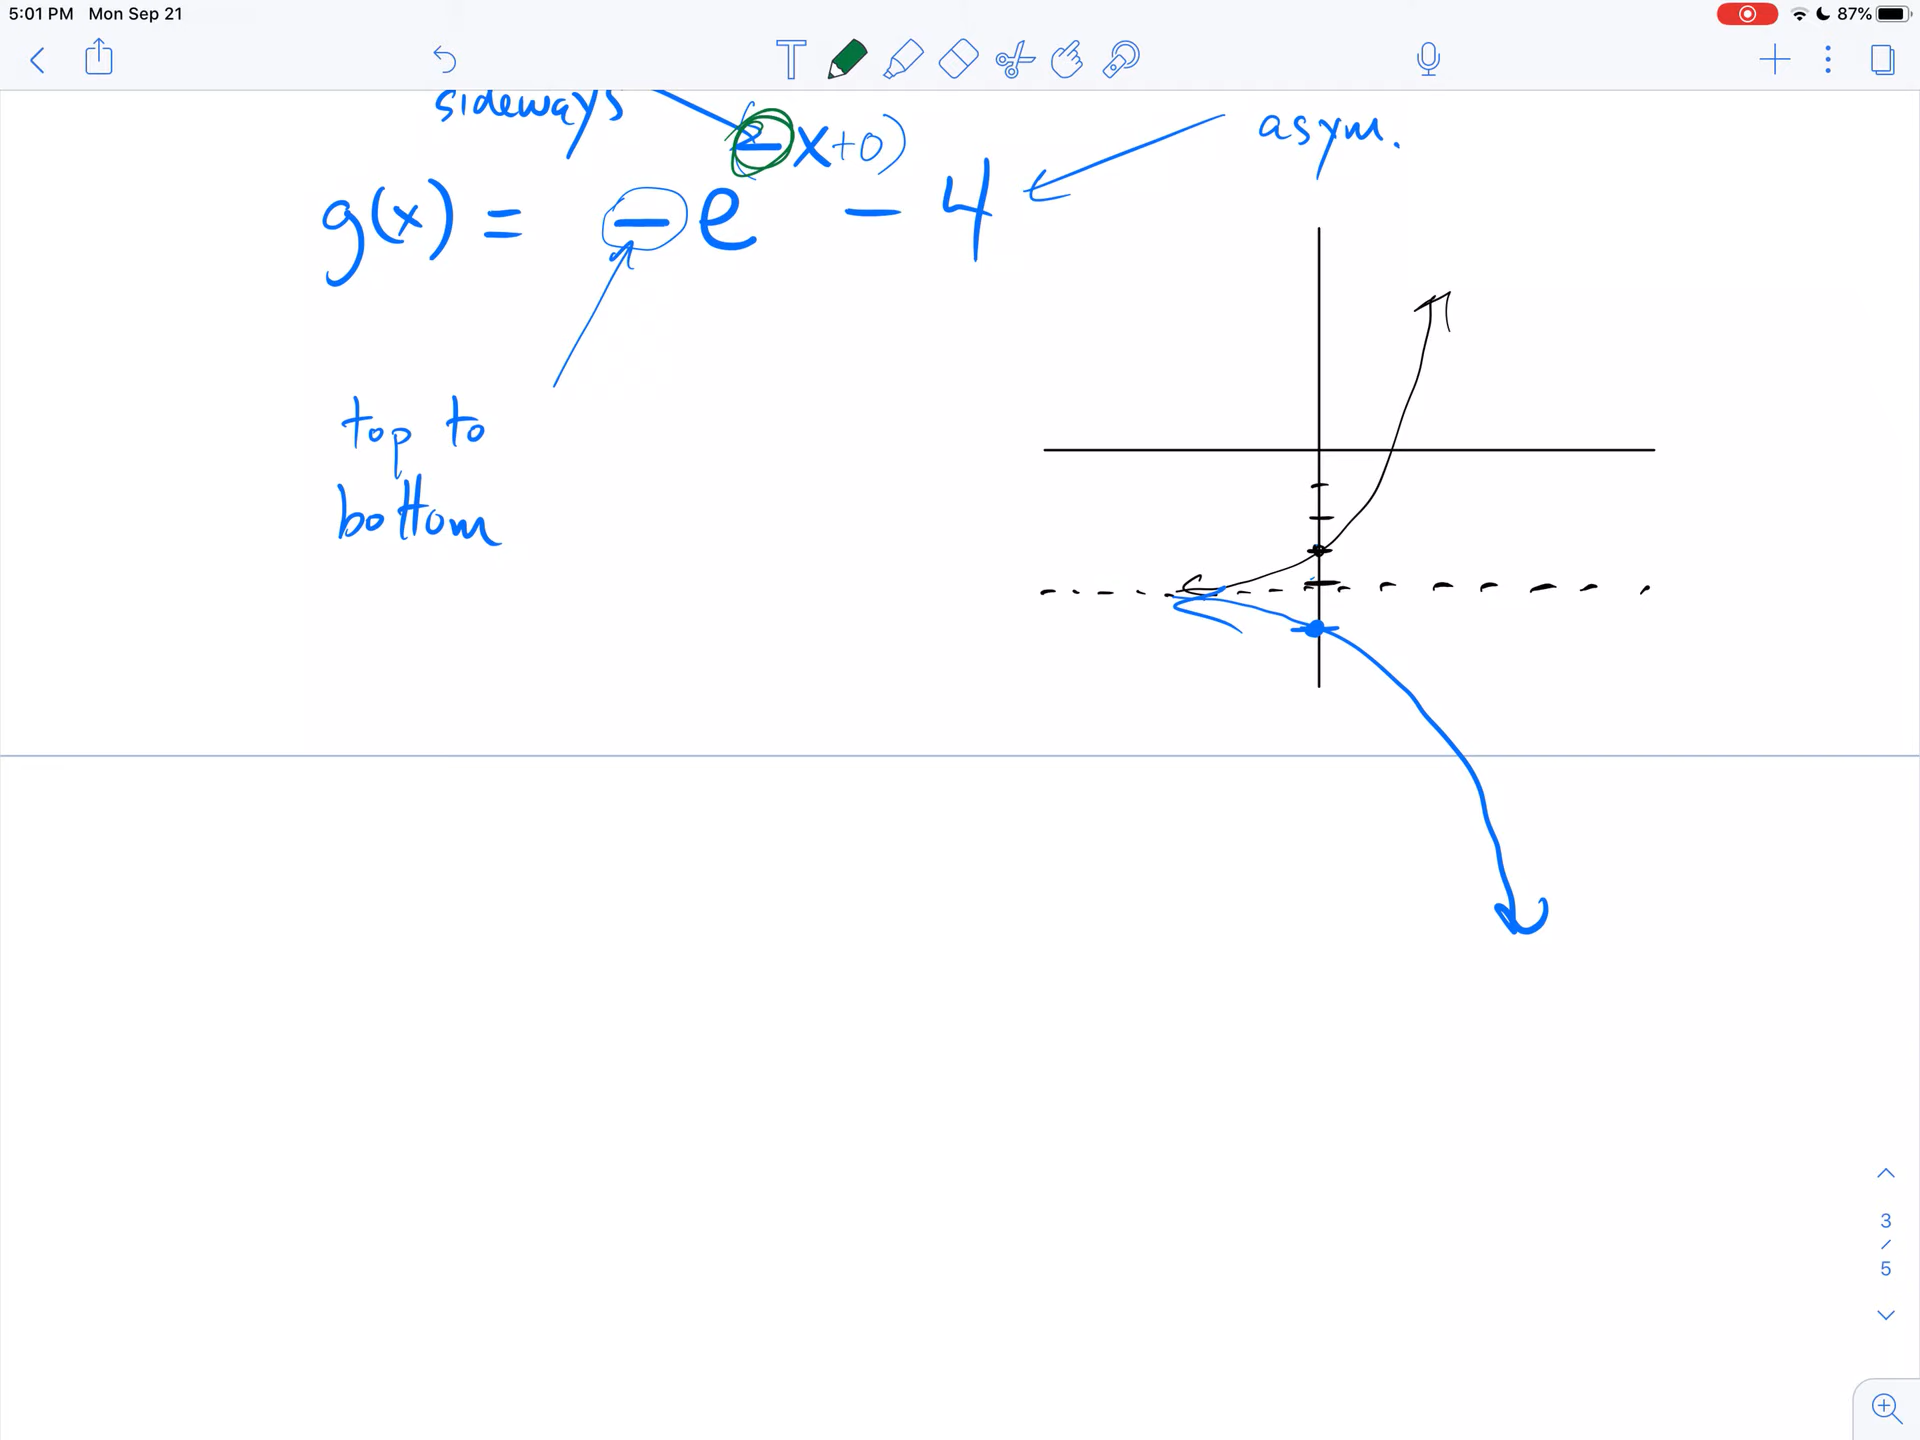 5:01 PM Mon Sep 21
87%
T
sideways
asym.
g(x) = - e^{-(x+0)} - 4
top to
bottom
3
/
5